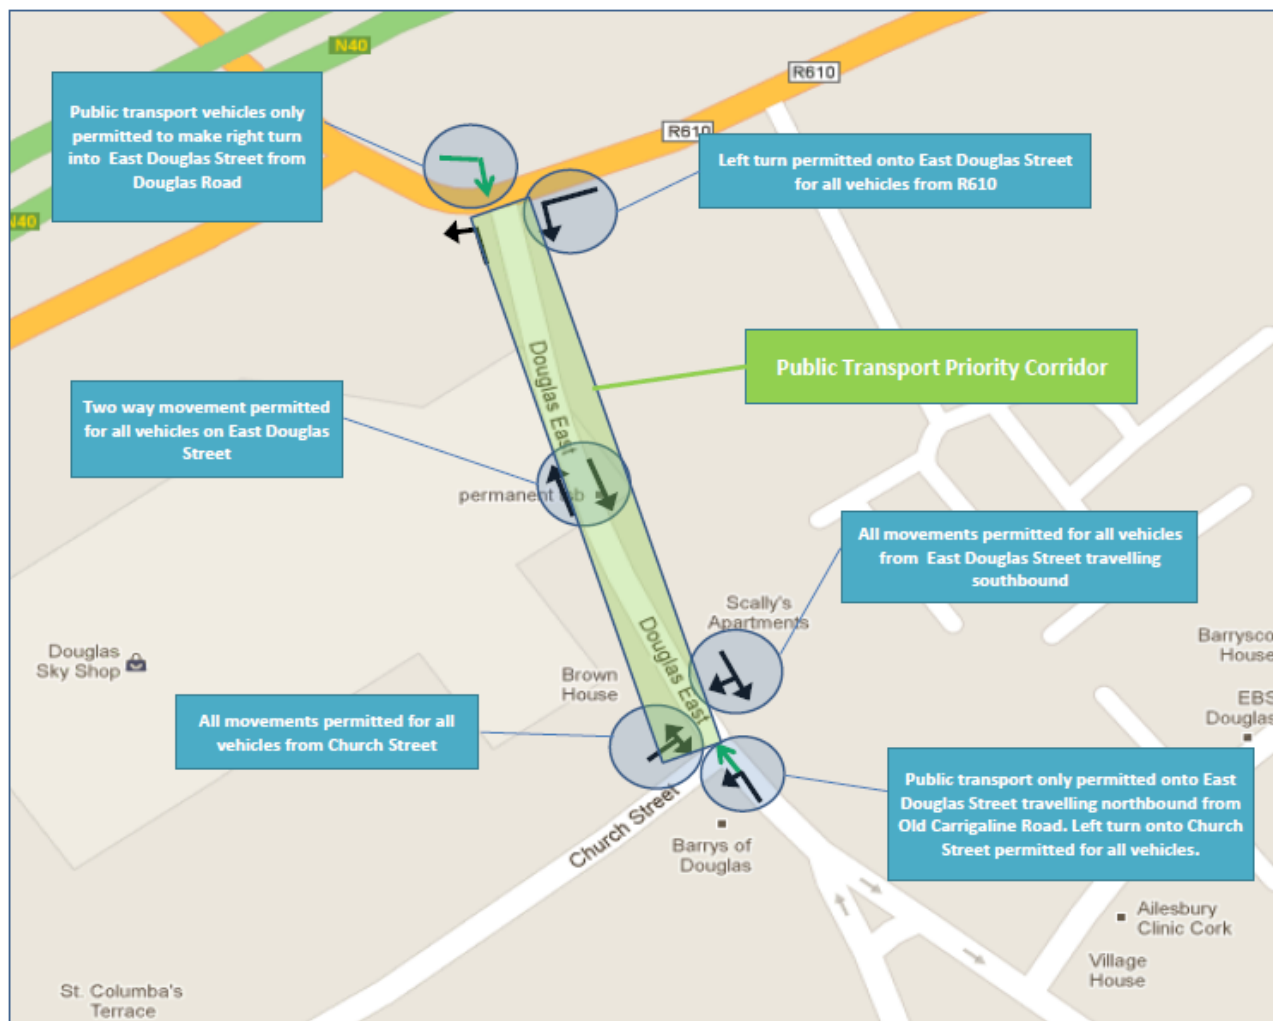 N40
R610
Public transport vehicles only
permitted to make right turn
into East Douglas Street from
Douglas Road
R610
Left turn permitted onto East Douglas Street
for all vehicles from R610
N40
Public Transport Priority Corridor
Douglas East
Two way movement permitted
for all vehicles on East Douglas
Street
permanent tsb
All movements permitted for all vehicles
from East Douglas Street travelling
southbound
Scally's
Apartments
Douglas East
Barrysco
House
Douglas
Sky Shop
Brown
House
EBS
Douglas
All movements permitted for all
vehicles from Church Street
Public transport only permitted onto East
Douglas Street travelling northbound from
Old Carrigaline Road. Left turn onto Church
Street permitted for all vehicles.
Church Street
Barrys of
Douglas
Ailesbury
Clinic Cork
Village
House
St. Columba's
Terrace